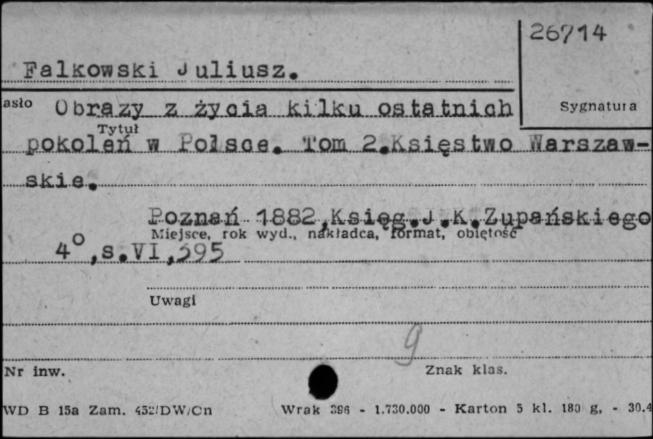 26714
Falkowski Juliusz.
asło Obrazy z życia kilku ostatnich
Sygnatura
Tytuł
pokoleń w Polsce. Tom 2.Księstwo Warszaw-
skie.
Poznań 1882,Księg.J.K.Zupańskiego
Miejsce, rok wyd., nakładca, format, objętość
4°,s.VI,395
Uwagi
9
Nr inw.
Znak klas.
WD B 15a Zam. 452/DW/Cn Wrak 396 - 1.730.000 - Karton 5 kl. 180 g. - 30.4